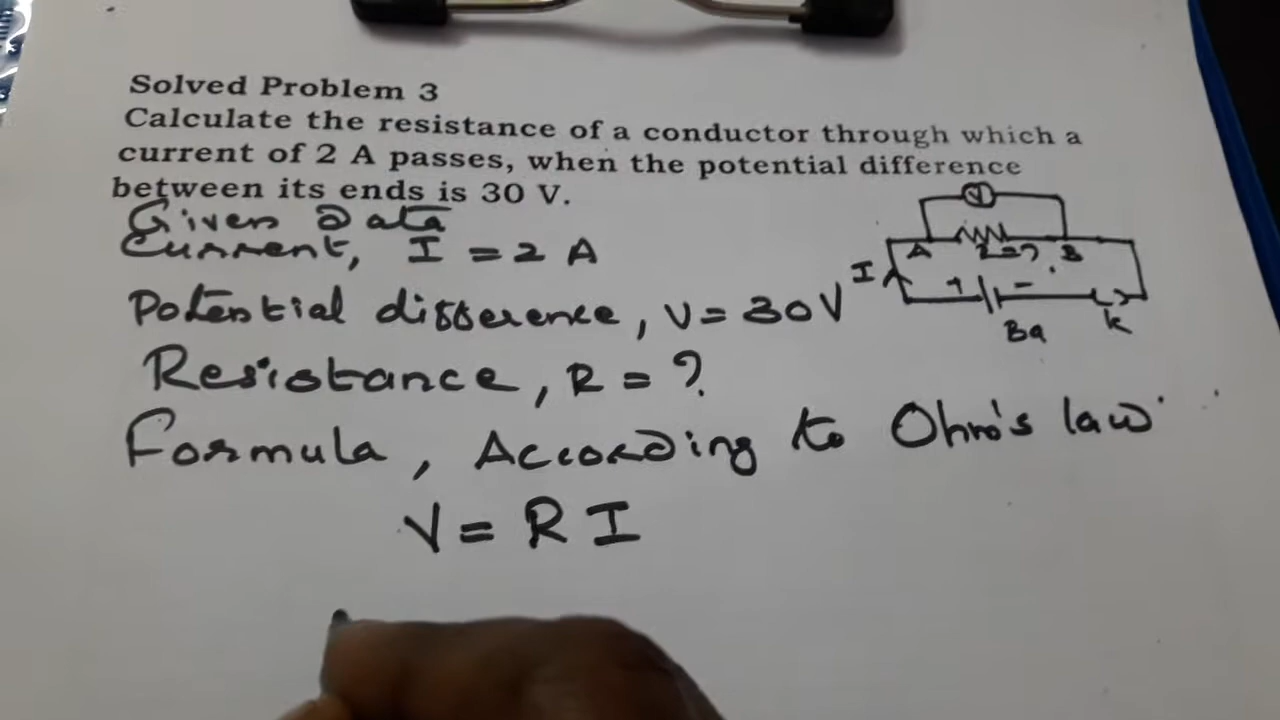 Solved Problem 3
Calculate the resistance of a conductor through which a
current of 2 A passes, when the potential difference
between its ends is 30 V.
Given Data
Current, I = 2 A
Potential difference, V = 30V
Resistance, R = ?
Formula, According to Ohm's law
V = R I
V
A R=? B
I + -
Ba K